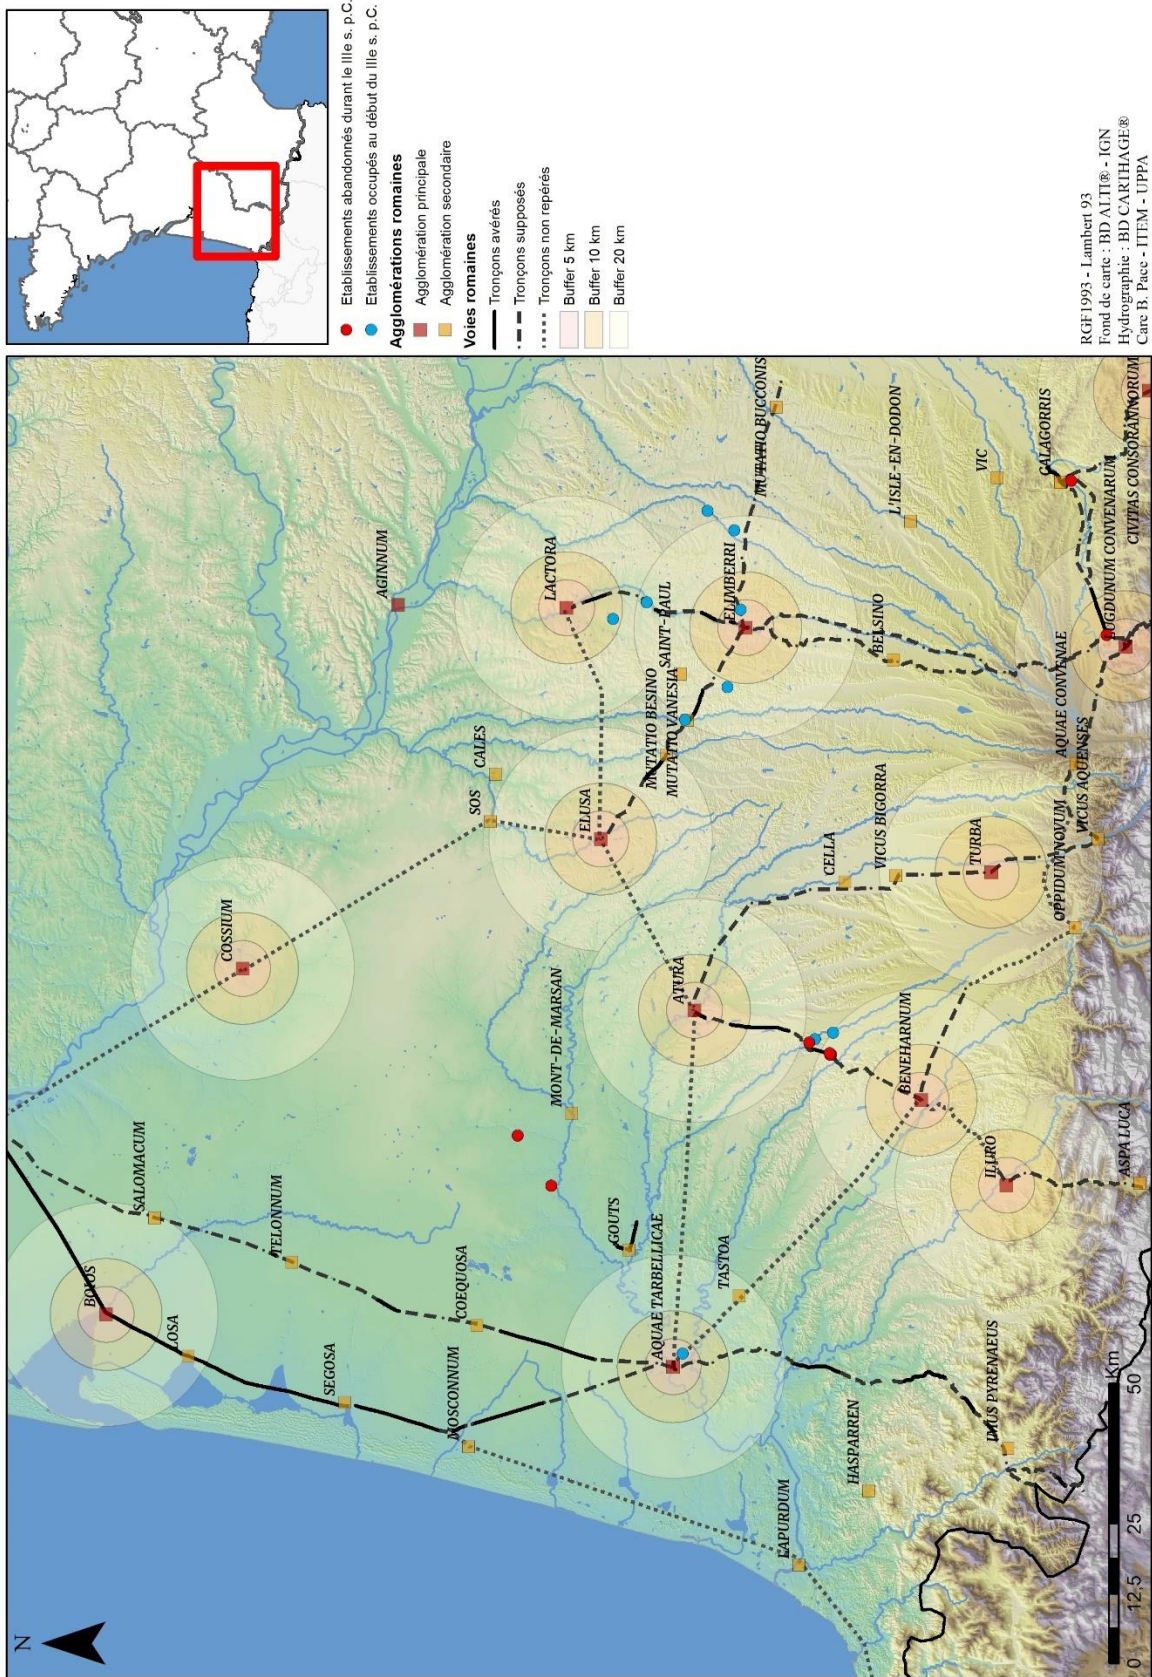 N
BOIOS
LOSA
SALOMACUM
TELONNUM
SEGOSA
MOSCONNUM
COEQUOSA
COSSIUM
SOS
CALES
AGINNUM
LACTORA
MONT-DE-MARSAN
GOUTS
AQUAE TARBELLICAE
TASTOA
ATURA
ELUSA
MUTATIO BESINO
MUTATIO VANESIA
SAINT-PAUL
ELIMBERRI
MUTATIO BUCCONIS
LAPURDUM
HASPARREN
IMUS PYRENAEUS
BENEHARNUM
ILURO
ASPA LUCA
CELLA
VICUS BIGORRA
TURBA
OPPIDUM NOVUM
VICUS AQUENSES
AQUAE CONVENAE
BELSINO
L'ISLE-EN-DODON
VIC
CALAGORRIS
LUGDUNUM CONVENARUM
CIVITAS CONSORANNORUM
0 12,5 25 50
Km
Etablissements abandonnés durant le IIIe s. p.C.
Etablissements occupés au début du IIIe s. p.C.
Agglomérations romaines
Agglomération principale
Agglomération secondaire
Voies romaines
Tronçons avérés
Tronçons supposés
Tronçons non repérés
Buffer 5 km
Buffer 10 km
Buffer 20 km
RGF1993 - Lambert 93
Fond de carte : BD ALTI® - IGN
Hydrographie : BD CARTHAGE®
Care B. Pace - ITEM - UPPA